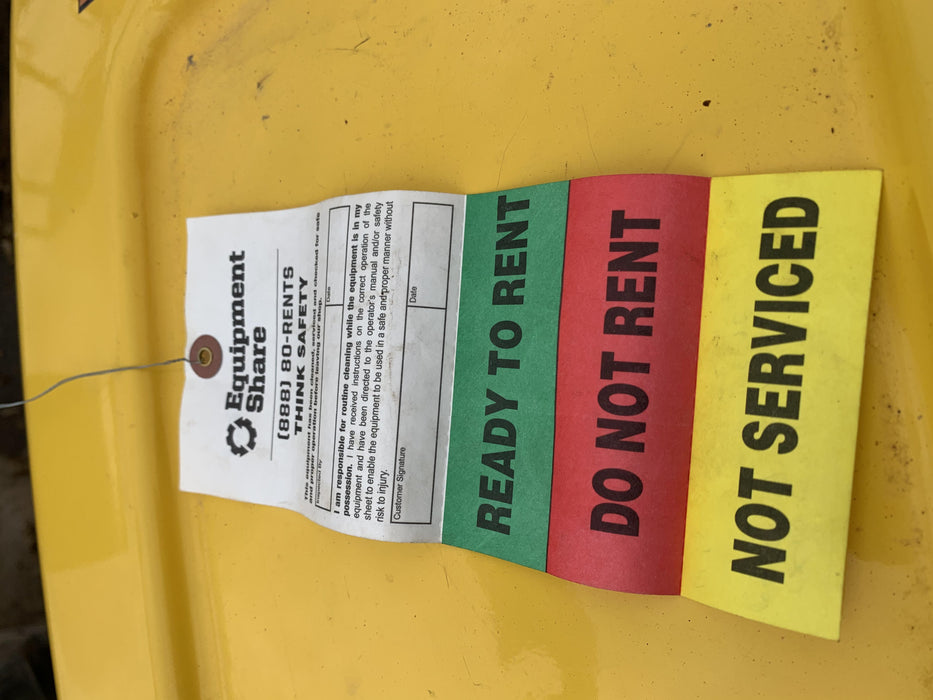 Equipment
Share
(888) 80-RENTS
THINK SAFETY
This equipment has been cleaned, serviced and checked for safe
and proper operation before leaving our shop.
Inspected By
Date
I am responsible for routine cleaning while the equipment is in my
possession. I have received instructions on the correct operation of the
equipment and have been directed to the operator's manual and/or safety
sheet to enable the equipment to be used in a safe and proper manner without
risk to injury.
Customer Signature
Date
READY TO RENT
DO NOT RENT
NOT SERVICED